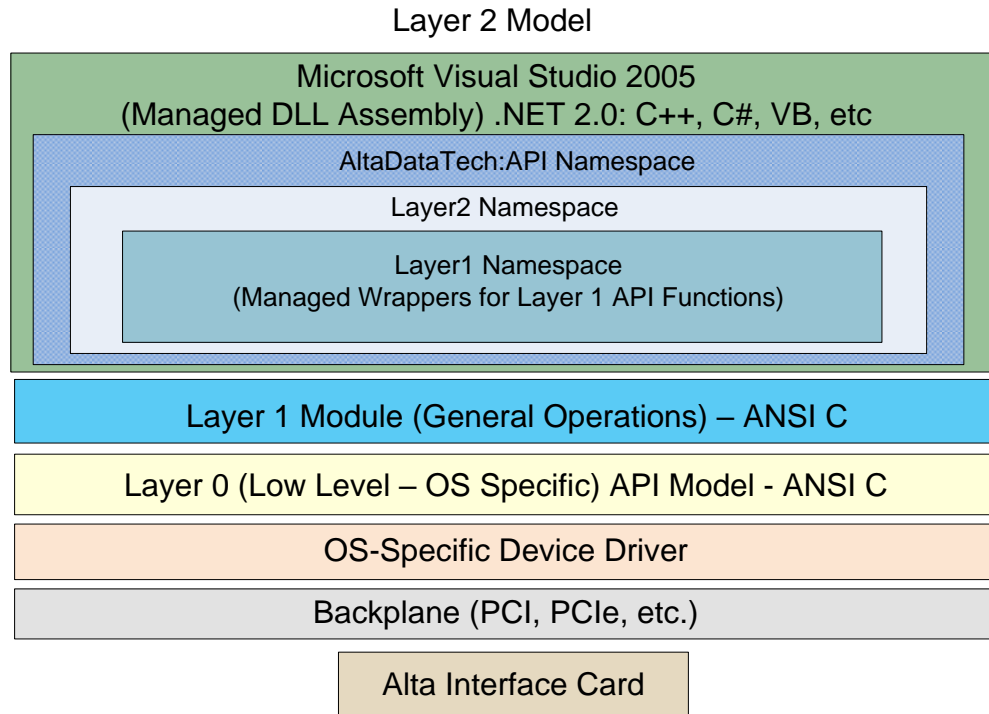 Layer 2 Model
Microsoft Visual Studio 2005
(Managed DLL Assembly) .NET 2.0: C++, C#, VB, etc
AltaDataTech:API Namespace
Layer2 Namespace
Layer1 Namespace
(Managed Wrappers for Layer 1 API Functions)
Layer 1 Module (General Operations) – ANSI C
Layer 0 (Low Level – OS Specific) API Model - ANSI C
OS-Specific Device Driver
Backplane (PCI, PCIe, etc.)
Alta Interface Card